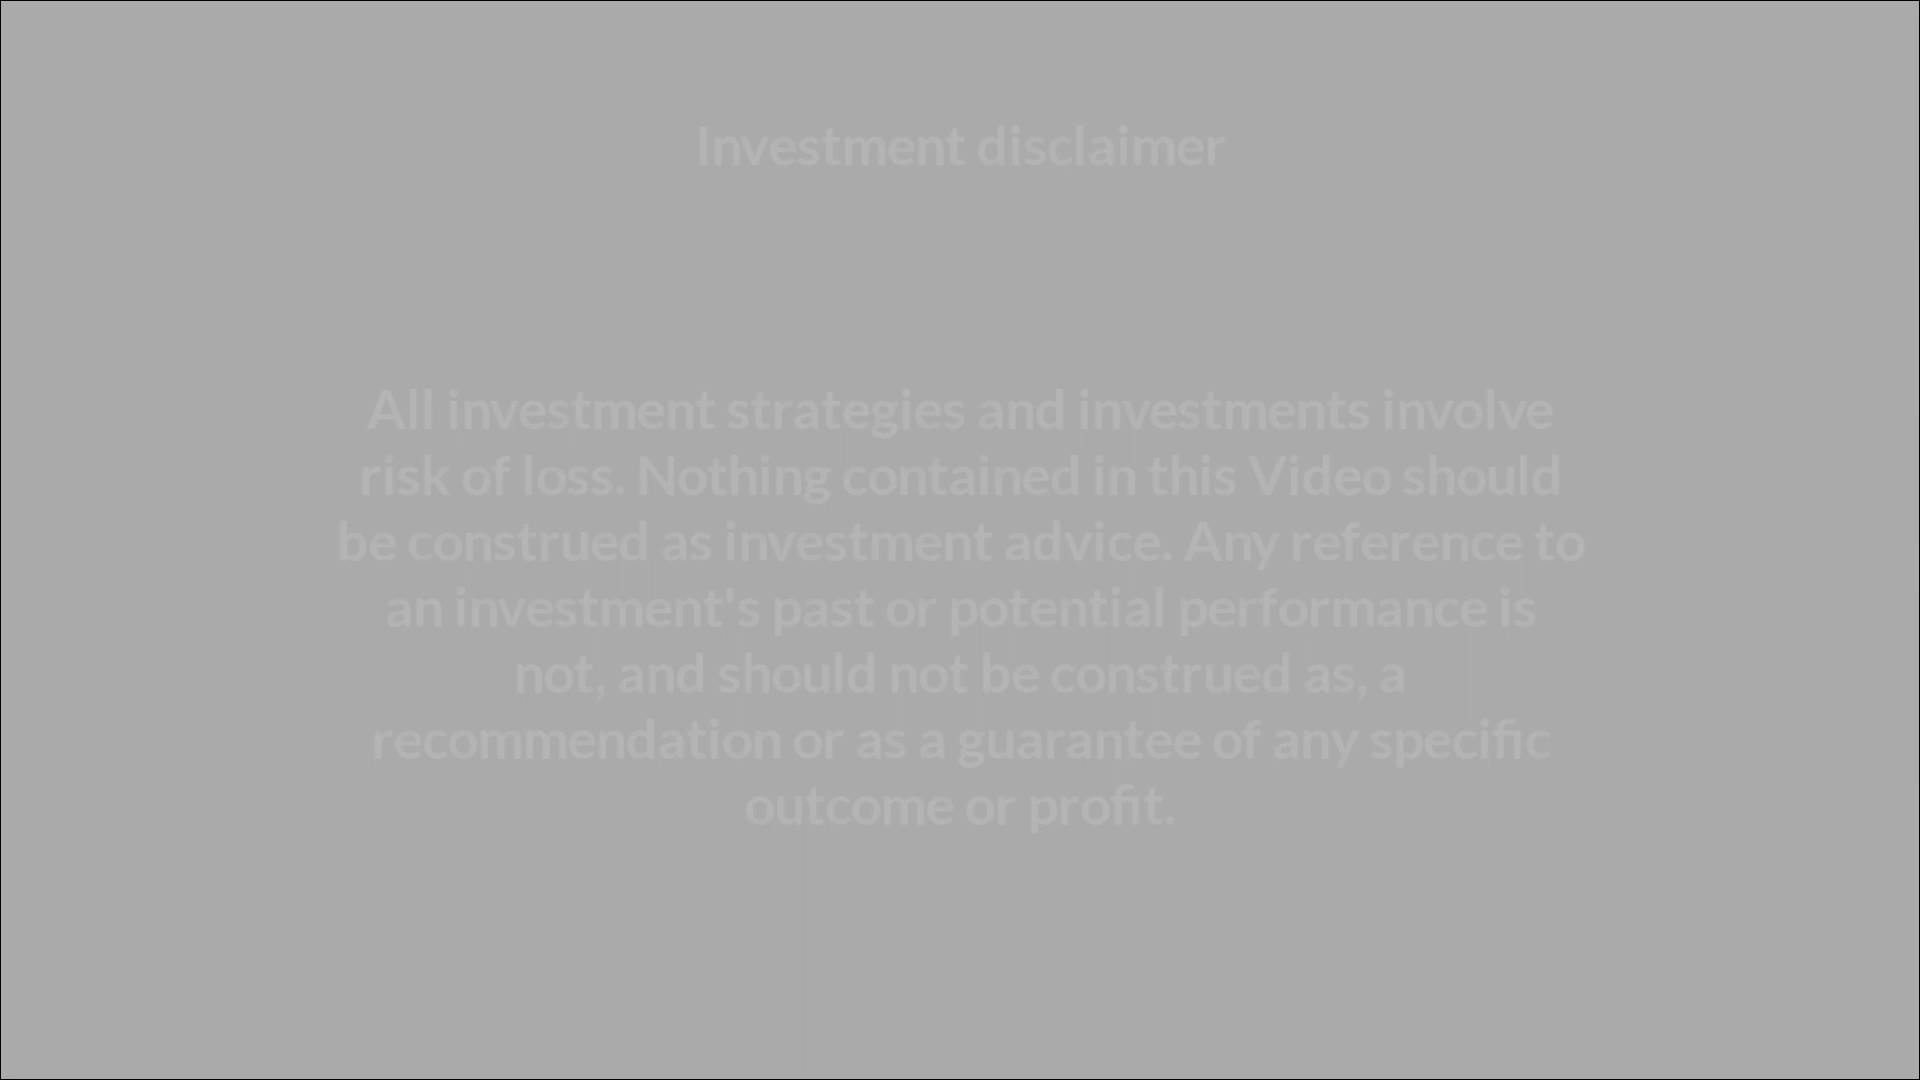 Investment disclaimer
All investment strategies and investments involve
risk of loss. Nothing contained in this Video should
be construed as investment advice. Any reference to
an investment's past or potential performance is
not, and should not be construed as, a
recommendation or as a guarantee of any specific
outcome or profit.